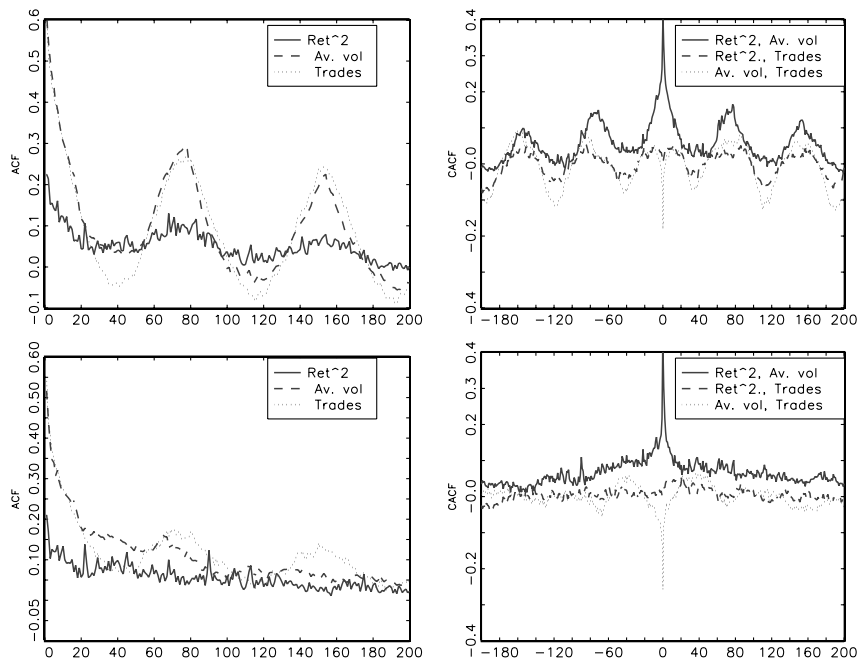 ACF
0.6
0.5
0.4
0.3
0.2
0.1
0.0
−0.1
0 20 40 60 80 100 120 140 160 180 200
Ret^2
Av. vol
Trades
CACF
0.4
0.2
−0.0
−0.2
−0.4
−180 −120 −60 0 40 80 120 160 200
Ret^2, Av. vol
Ret^2., Trades
Av. vol, Trades
ACF
0.60
0.50
0.40
0.30
0.20
0.10
−0.05
0 20 40 60 80 100 120 140 160 180 200
Ret^2
Av. vol
Trades
CACF
0.4
0.2
−0.0
−0.2
−0.4
−180 −120 −60 0 40 80 120 160 200
Ret^2, Av. vol
Ret^2., Trades
Av. vol, Trades